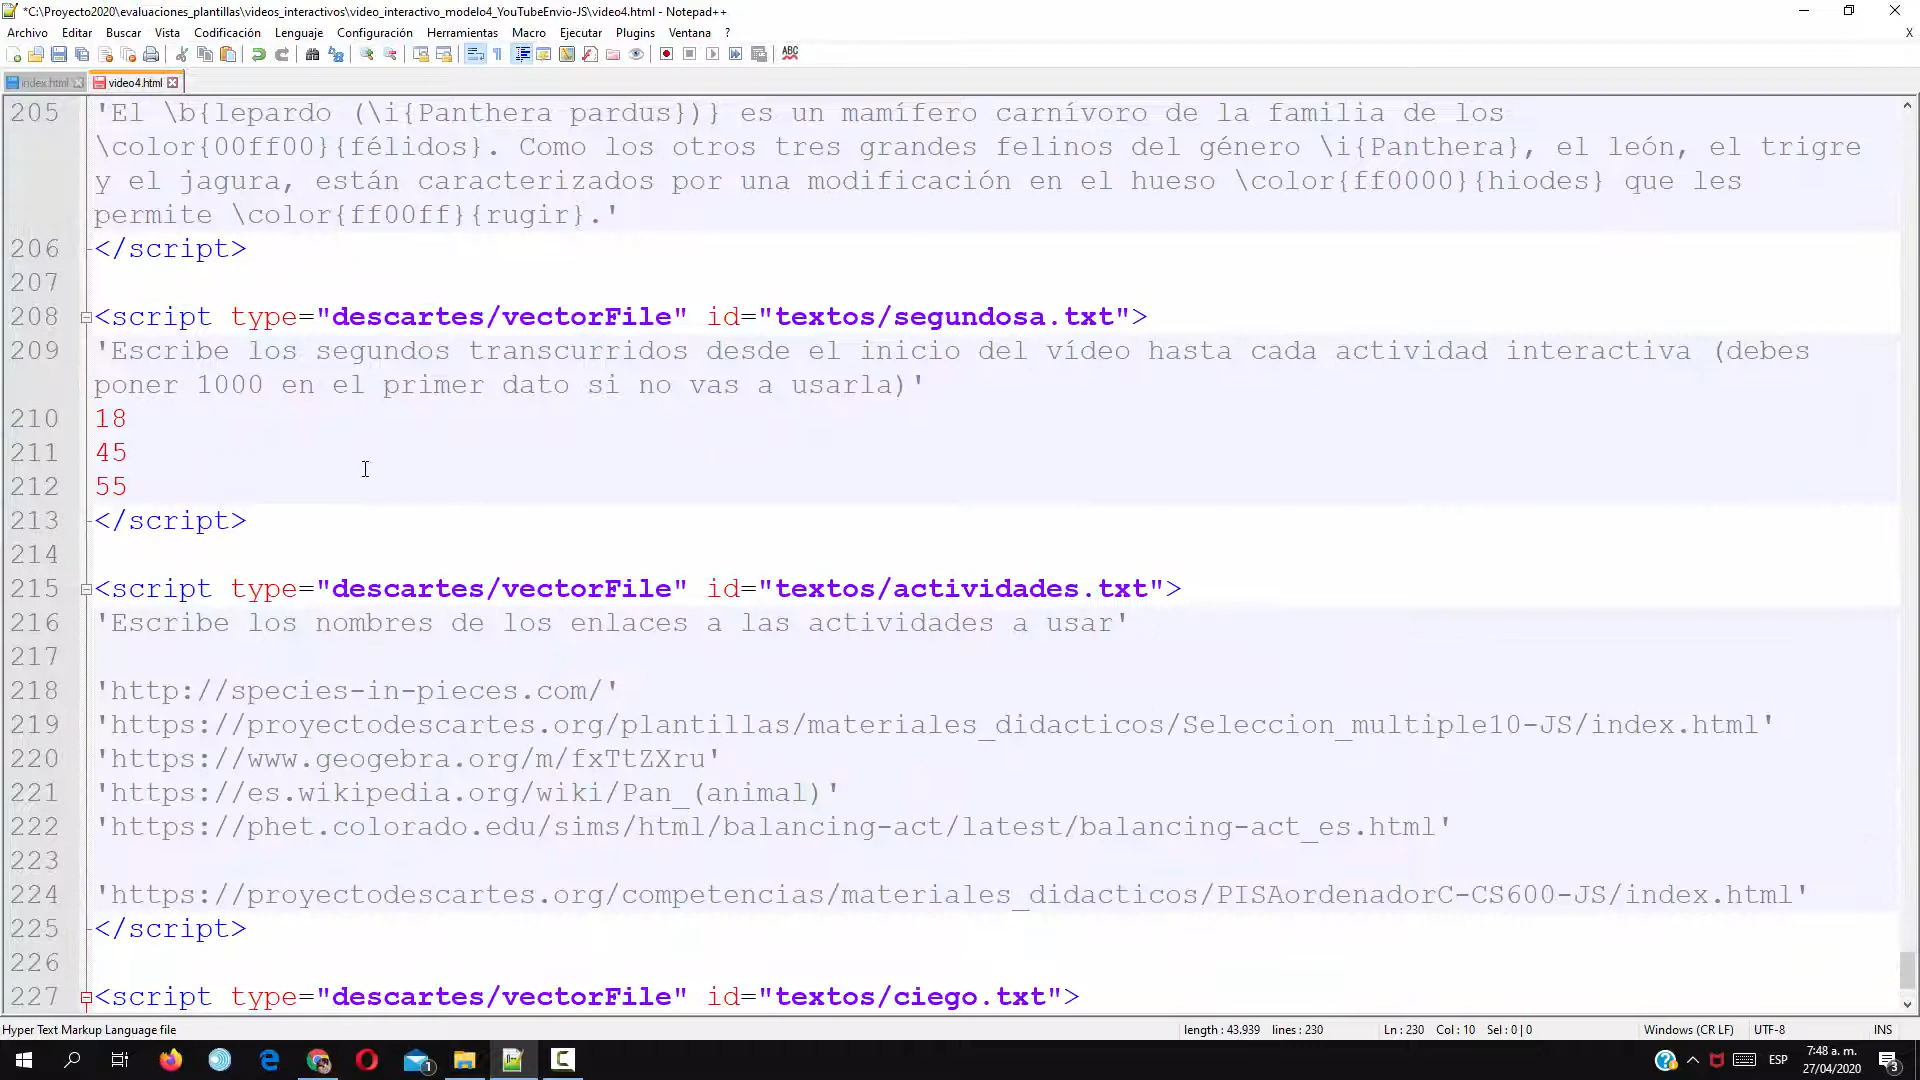 *C:\Proyecto2020\evaluaciones_plantillas\videos_interactivos\video_interactivo_modelo4_YouTubeEnvio-JS\video4.html - Notepad++
Archivo Editar Buscar Vista Codificación Lenguaje Configuración Herramientas Macro Ejecutar Plugins Ventana ? X
index.html video4.html
205 'El \b{lepardo (\i{Panthera pardus})} es un mamífero carnívoro de la familia de los
\color{00ff00}{félidos}. Como los otros tres grandes felinos del género \i{Panthera}, el león, el trigre
y el jagura, están caracterizados por una modificación en el hueso \color{ff0000}{hiodes} que les
permite \color{ff00ff}{rugir}.'
206 </script>
207
208 <script type="descartes/vectorFile" id="textos/segundosa.txt">
209 'Escribe los segundos transcurridos desde el inicio del vídeo hasta cada actividad interactiva (debes
poner 1000 en el primer dato si no vas a usarla)'
210 18
211 45
212 55
213 </script>
214
215 <script type="descartes/vectorFile" id="textos/actividades.txt">
216 'Escribe los nombres de los enlaces a las actividades a usar'
217
218 'http://species-in-pieces.com/'
219 'https://proyectodescartes.org/plantillas/materiales_didacticos/Seleccion_multiple10-JS/index.html'
220 'https://www.geogebra.org/m/fxTtZXru'
221 'https://es.wikipedia.org/wiki/Pan_(animal)'
222 'https://phet.colorado.edu/sims/html/balancing-act/latest/balancing-act_es.html'
223
224 'https://proyectodescartes.org/competencias/materiales_didacticos/PISAordenadorC-CS600-JS/index.html'
225 </script>
226
227 <script type="descartes/vectorFile" id="textos/ciego.txt">
Hyper Text Markup Language file length : 43.939 lines : 230 Ln : 230 Col : 10 Sel : 0 | 0 Windows (CR LF) UTF-8 INS
ESP 7:48 a. m.
27/04/2020